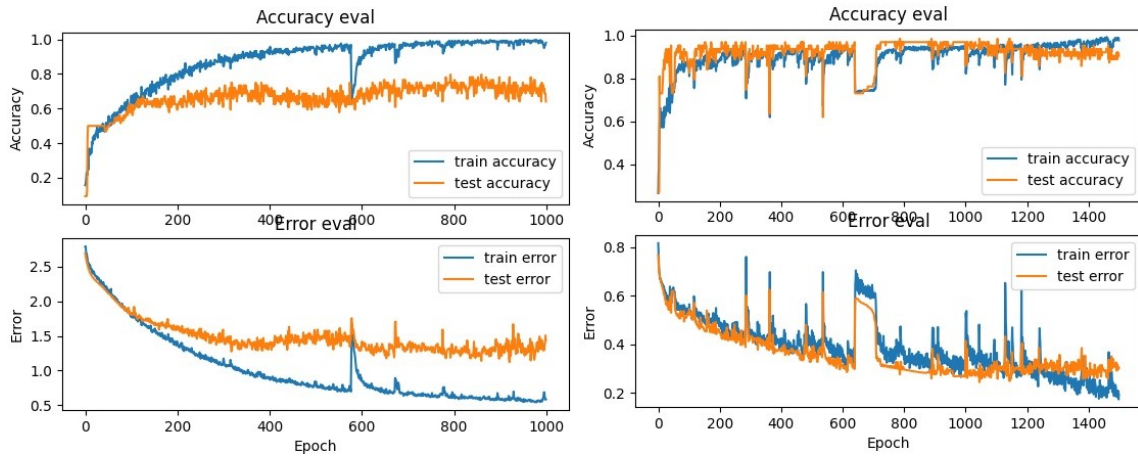 Accuracy eval
1.0
0.8
0.6
0.4
0.2
Accuracy
train accuracy
test accuracy
0 200 400 600 800 1000
Error eval
2.5
2.0
1.5
1.0
0.5
Error
train error
test error
0 200 400 600 800 1000
Epoch
Accuracy eval
1.0
0.8
0.6
0.4
Accuracy
train accuracy
test accuracy
0 200 400 600 800 1000 1200 1400
Error eval
0.8
0.6
0.4
0.2
Error
train error
test error
0 200 400 600 800 1000 1200 1400
Epoch